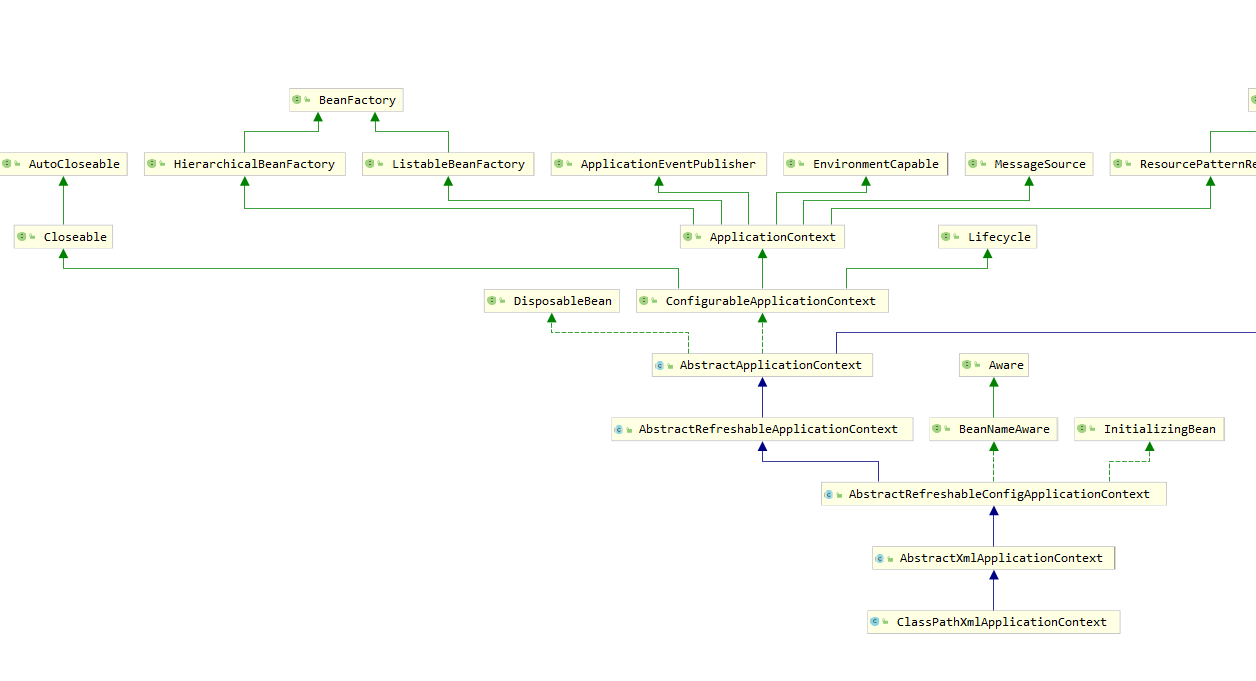 BeanFactory
AutoCloseable
HierarchicalBeanFactory
ListableBeanFactory
ApplicationEventPublisher
EnvironmentCapable
MessageSource
ResourcePatternRe
Closeable
ApplicationContext
Lifecycle
DisposableBean
ConfigurableApplicationContext
AbstractApplicationContext
Aware
AbstractRefreshableApplicationContext
BeanNameAware
InitializingBean
AbstractRefreshableConfigApplicationContext
AbstractXmlApplicationContext
ClassPathXmlApplicationContext